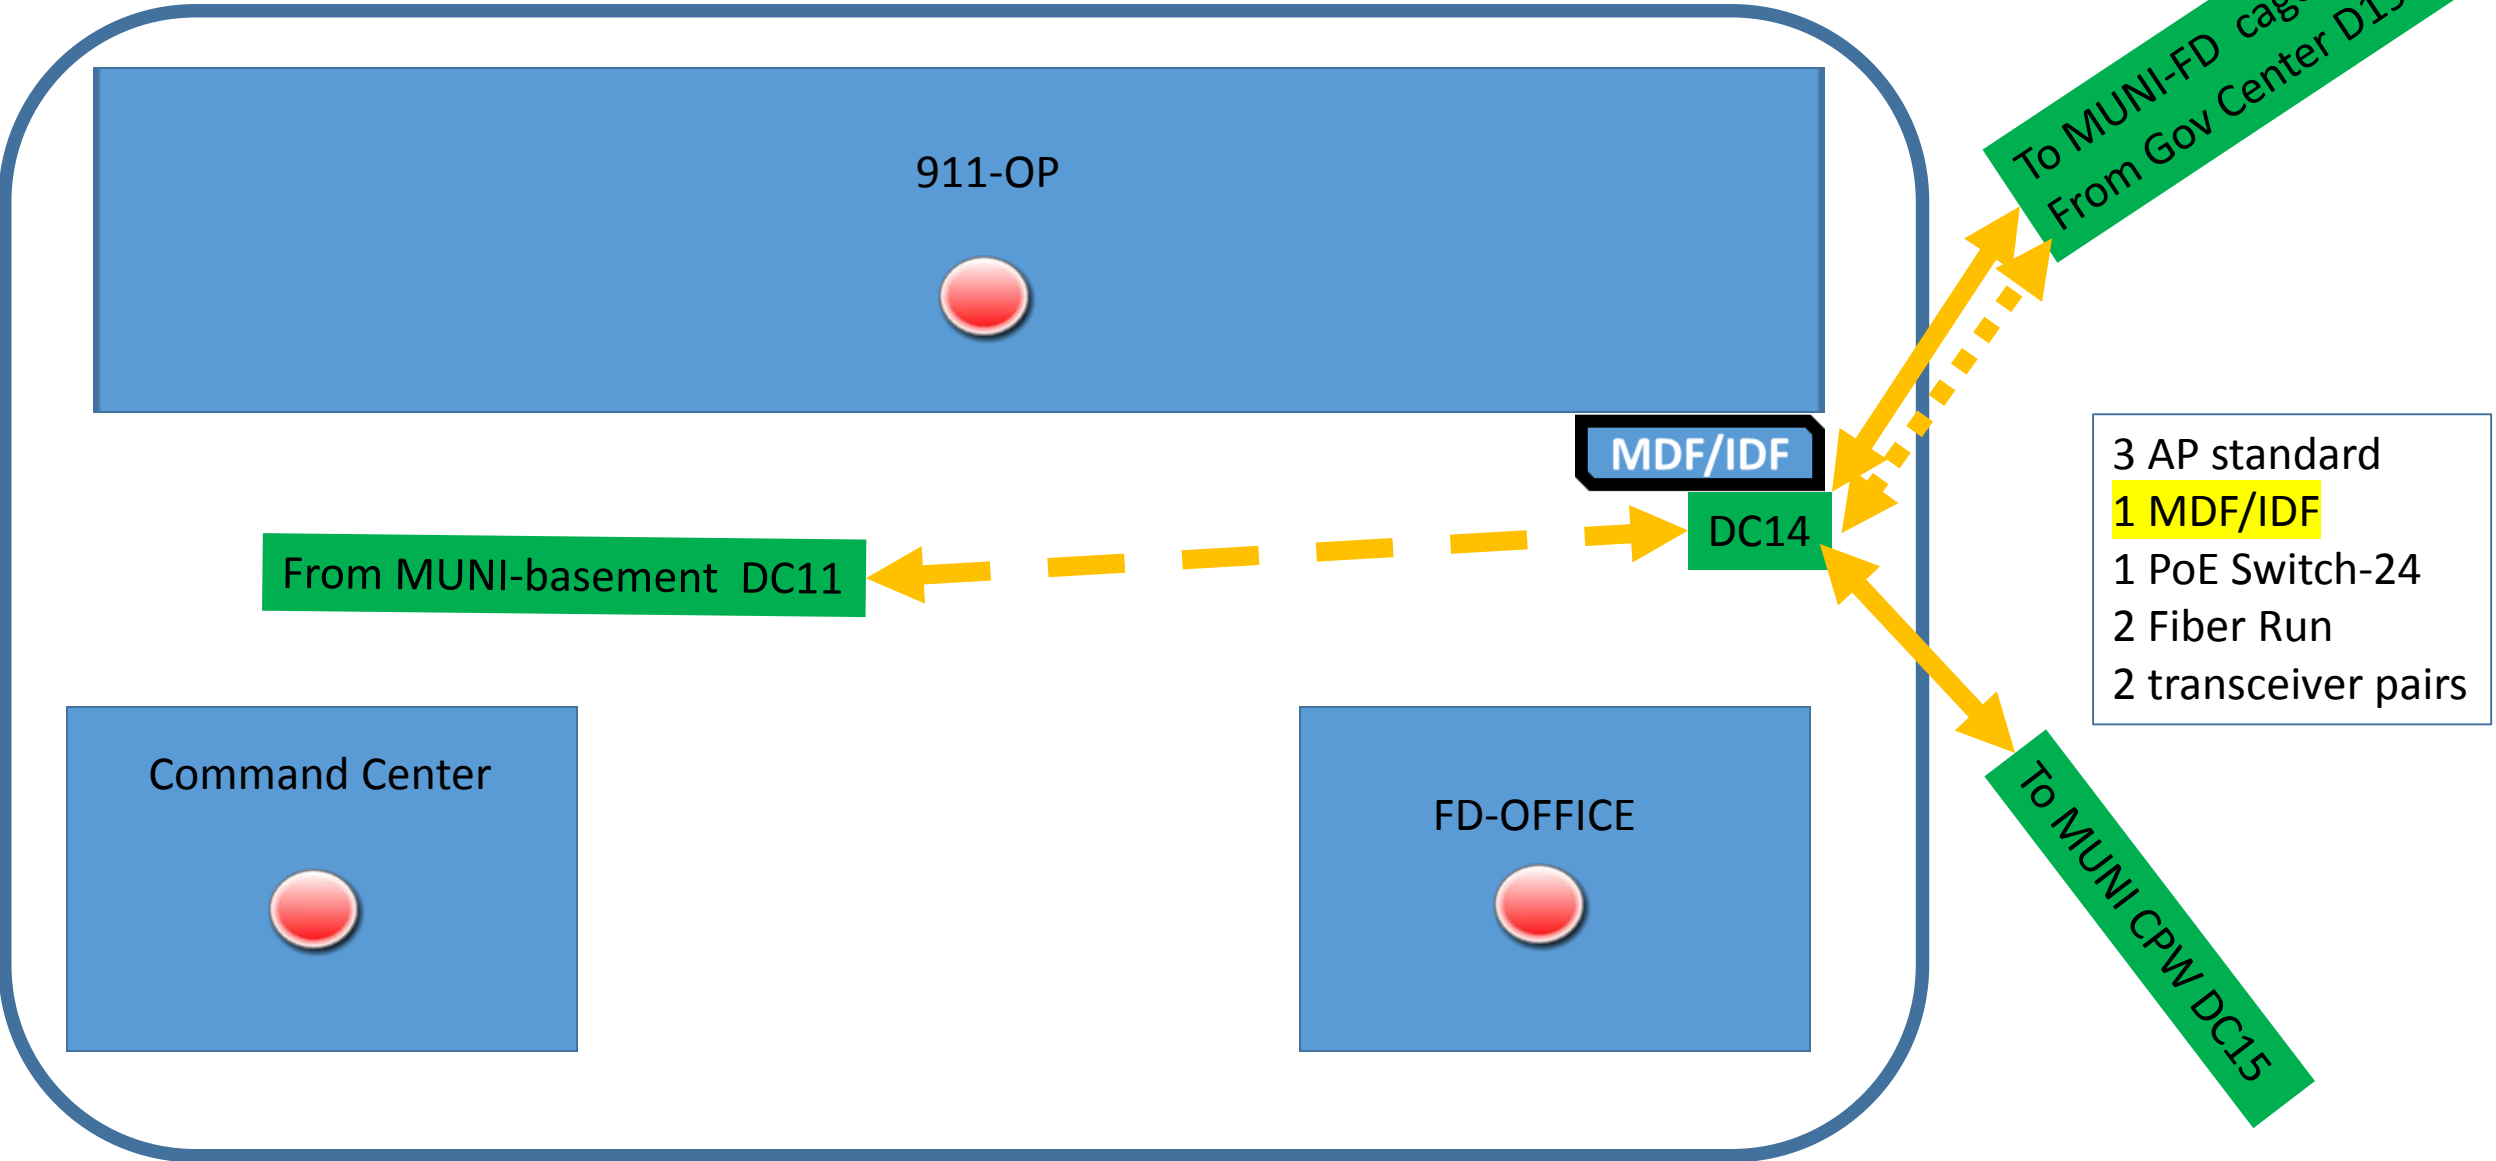 To MUNI-FD
From Gov Center
911-OP
MDF/IDF
DC14
From MUNI-basement DC11
3 AP standard
1 MDF/IDF
1 PoE Switch-24
2 Fiber Run
2 transceiver pairs
Command Center
FD-OFFICE
To MUNI CPW DC15